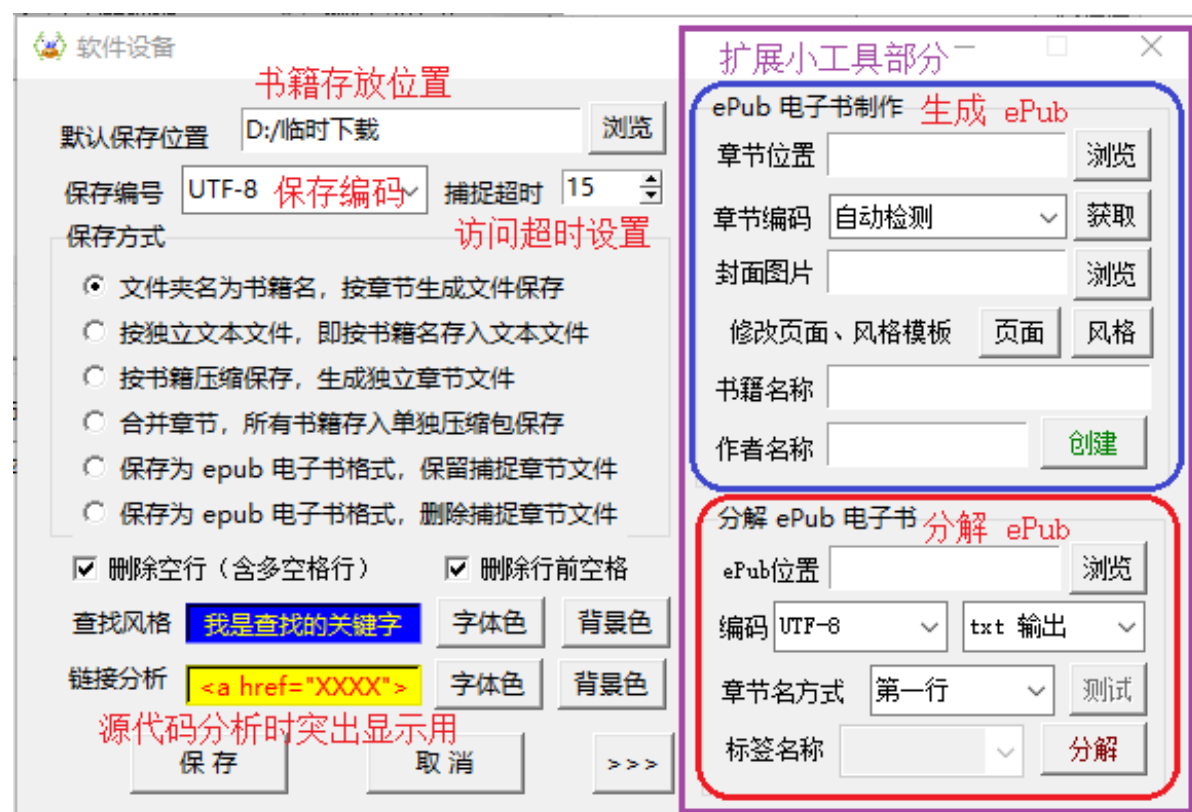 软件设备
书籍存放位置
默认保存位置 D:/临时下载 浏览
保存编号 UTF-8 保存编码 捕捉超时 15
访问超时设置
保存方式
文件夹名为书籍名，按章节生成文件保存
按独立文本文件，即按书籍名存入文本文件
按书籍压缩保存，生成独立章节文件
合并章节，所有书籍存入单独压缩包保存
保存为 epub 电子书格式，保留捕捉章节文件
保存为 epub 电子书格式，删除捕捉章节文件
删除空行（含多空格行） 删除行前空格
查找风格 我是查找的关键字 字体色 背景色
链接分析 <a href="XXXX"> 字体色 背景色
源代码分析时突出显示用
保 存 取 消 >>>
扩展小工具部分
ePub 电子书制作 生成 ePub
章节位置 浏览
章节编码 自动检测 获取
封面图片 浏览
修改页面、风格模板 页面 风格
书籍名称
作者名称 创建
分解 ePub 电子书 分解 ePub
ePub位置 浏览
编码 UTF-8 txt 输出
章节名方式 第一行 测试
标签名称 分解